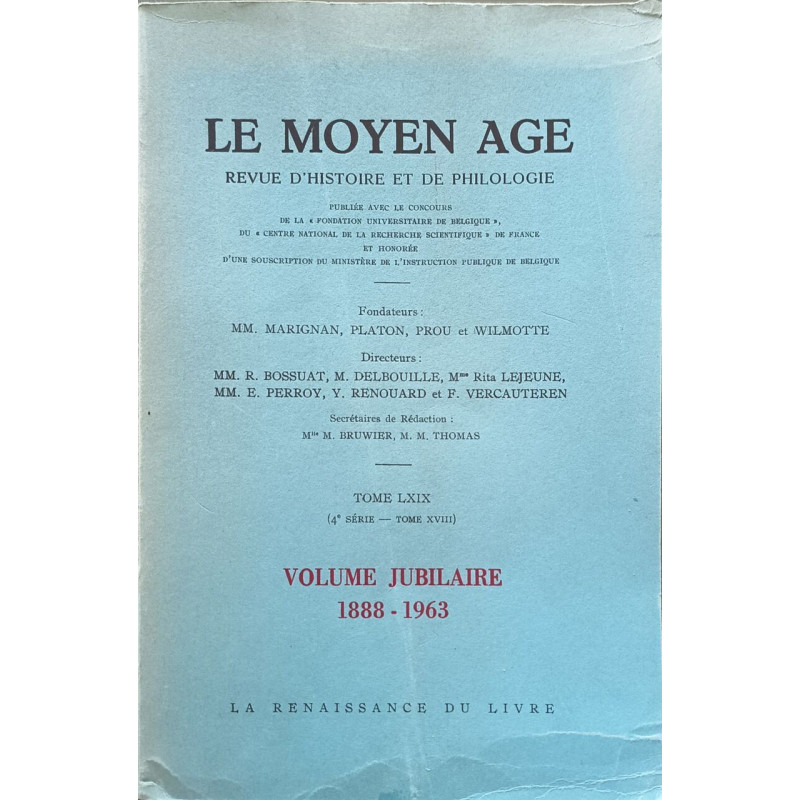 LE MOYEN AGE
REVUE D'HISTOIRE ET DE PHILOLOGIE
PUBLIÉE AVEC LE CONCOURS
DE LA « FONDATION UNIVERSITAIRE DE BELGIQUE »,
DU « CENTRE NATIONAL DE LA RECHERCHE SCIENTIFIQUE » DE FRANCE
ET HONORÉE
D'UNE SOUSCRIPTION DU MINISTÈRE DE L'INSTRUCTION PUBLIQUE DE BELGIQUE
Fondateurs :
MM. MARIGNAN, PLATON, PROU et WILMOTTE
Directeurs :
MM. R. BOSSUAT, M. DELBOUILLE, Mme Rita LEJEUNE,
MM. E. PERROY, Y. RENOUARD et F. VERCAUTEREN
Secrétaires de Rédaction :
Mlle M. BRUWIER, M. M. THOMAS
TOME LXIX
(4e SÉRIE — TOME XVIII)
VOLUME JUBILAIRE
1888 - 1963
LA RENAISSANCE DU LIVRE